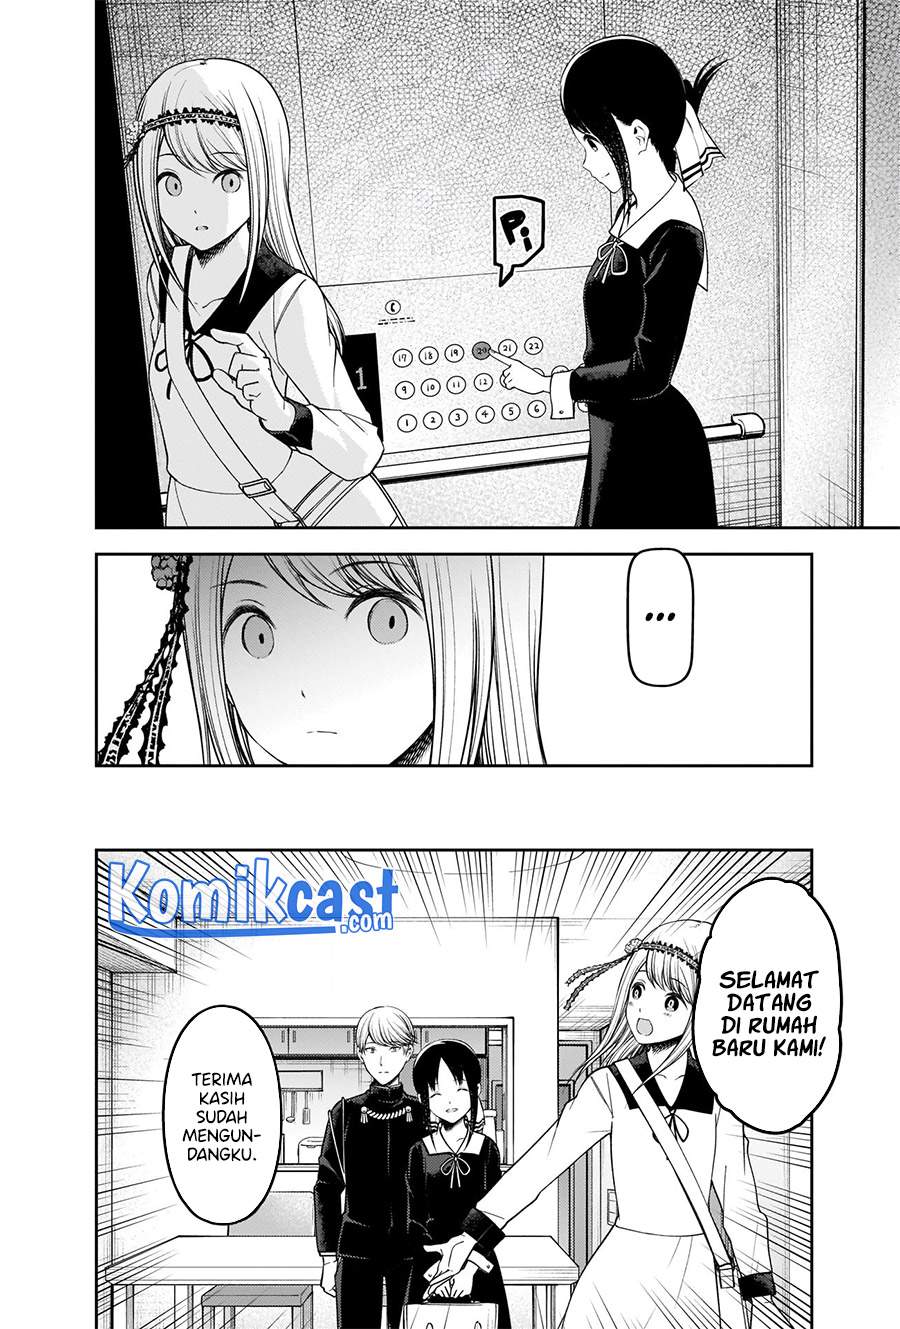 Pi
17 18 19 20 21 22
9 10 11 12
1 2 3 4 5 6
1
...
Komikcast
.com
SELAMAT
DATANG
DI RUMAH
BARU KAMI!
TERIMA
KASIH
SUDAH
MENGUN-
DANGKU.